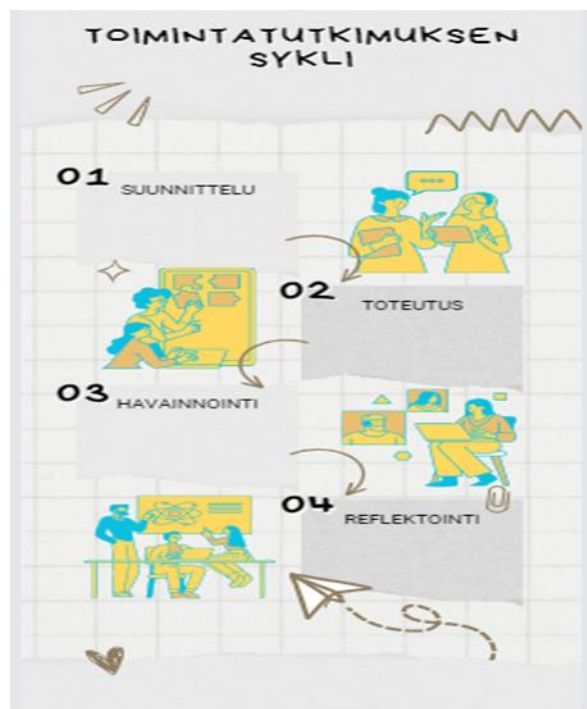 TOIMINTATUTKIMUKSEN
SYKLI
01
SUUNNITTELU
02
TOTEUTUS
03
HAVAINNOINTI
04
REFLEKTOINTI